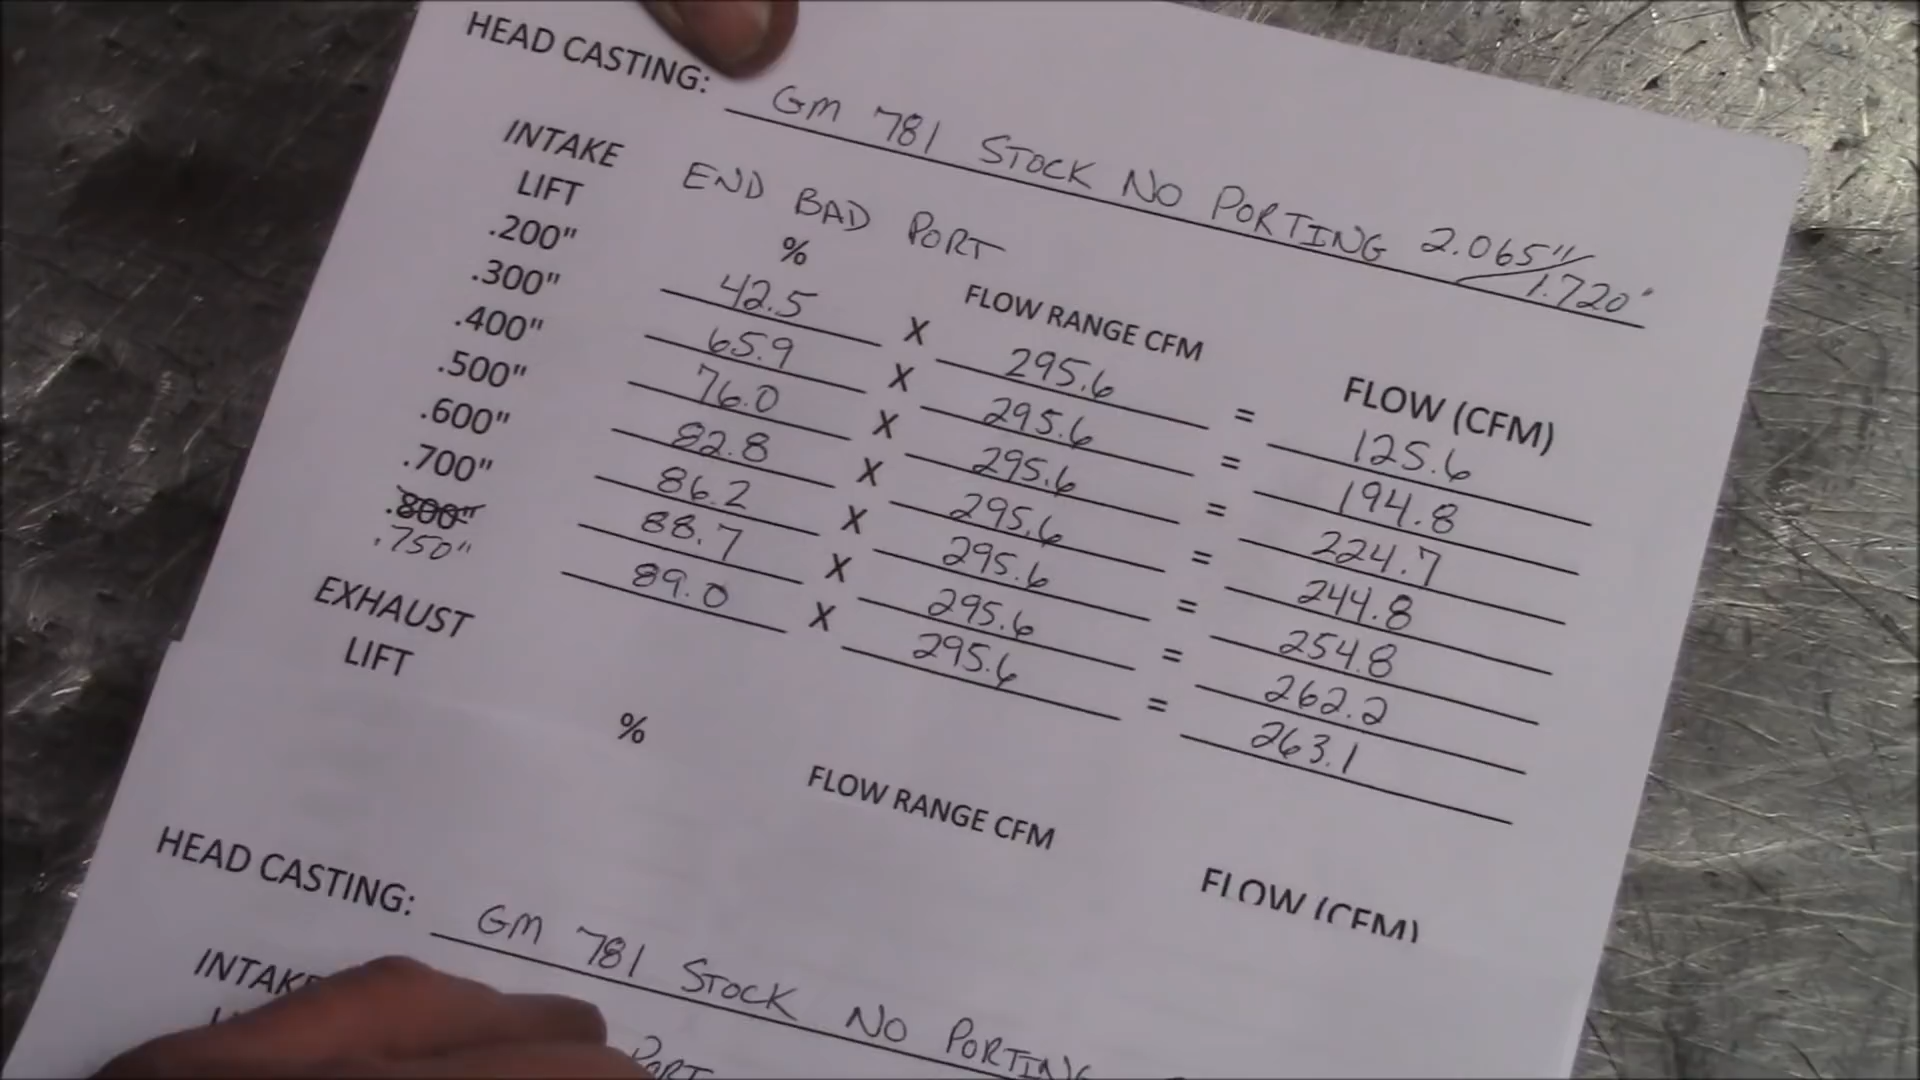 HEAD CASTING: GM 781 STOCK NO PORTING 2.065"/1.720"
INTAKE
LIFT END BAD PORT
% FLOW RANGE CFM FLOW (CFM)
.200" 42.5 X 295.6 = 125.6
.300" 65.9 X 295.6 = 194.8
.400" 76.0 X 295.6 = 224.7
.500" 82.8 X 295.6 = 244.8
.600" 86.2 X 295.6 = 254.8
.700" 88.7 X 295.6 = 262.2
.800"
.750" 89.0 X 295.6 = 263.1
EXHAUST
LIFT % FLOW RANGE CFM FLOW (CFM)
HEAD CASTING: GM 781 STOCK NO PORTING
INTAKE
PORT